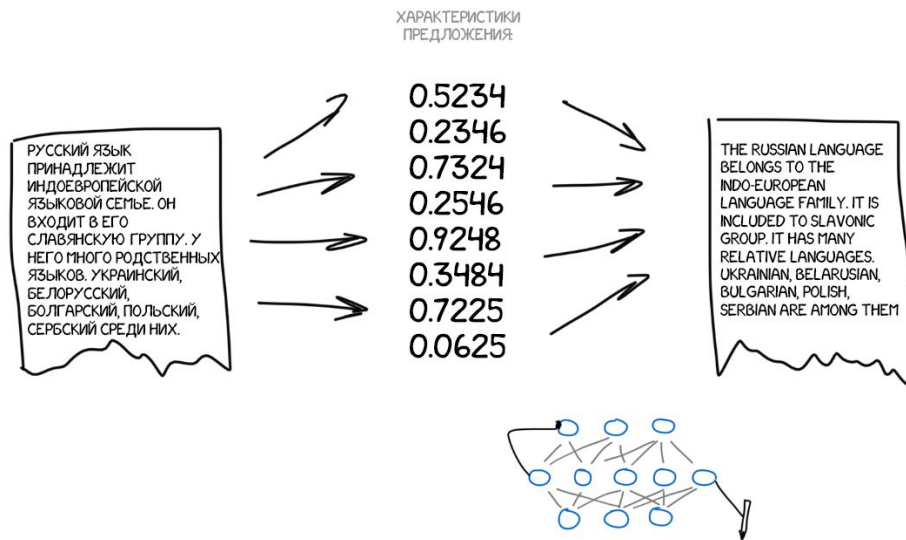 ХАРАКТЕРИСТИКИ
ПРЕДЛОЖЕНИЯ:
РУССКИЙ ЯЗЫК
ПРИНАДЛЕЖИТ
ИНДОЕВРОПЕЙСКОЙ
ЯЗЫКОВОЙ СЕМЬЕ. ОН
ВХОДИТ В ЕГО
СЛАВЯНСКУЮ ГРУППУ. У
НЕГО МНОГО РОДСТВЕННЫХ
ЯЗЫКОВ. УКРАИНСКИЙ,
БЕЛОРУССКИЙ,
БОЛГАРСКИЙ, ПОЛЬСКИЙ,
СЕРБСКИЙ СРЕДИ НИХ.
0.5234
0.2346
0.7324
0.2546
0.9248
0.3484
0.7225
0.0625
THE RUSSIAN LANGUAGE
BELONGS TO THE
INDO-EUROPEAN
LANGUAGE FAMILY. IT IS
INCLUDED TO SLAVONIC
GROUP. IT HAS MANY
RELATIVE LANGUAGES.
UKRAINIAN, BELARUSIAN,
BULGARIAN, POLISH,
SERBIAN ARE AMONG THEM